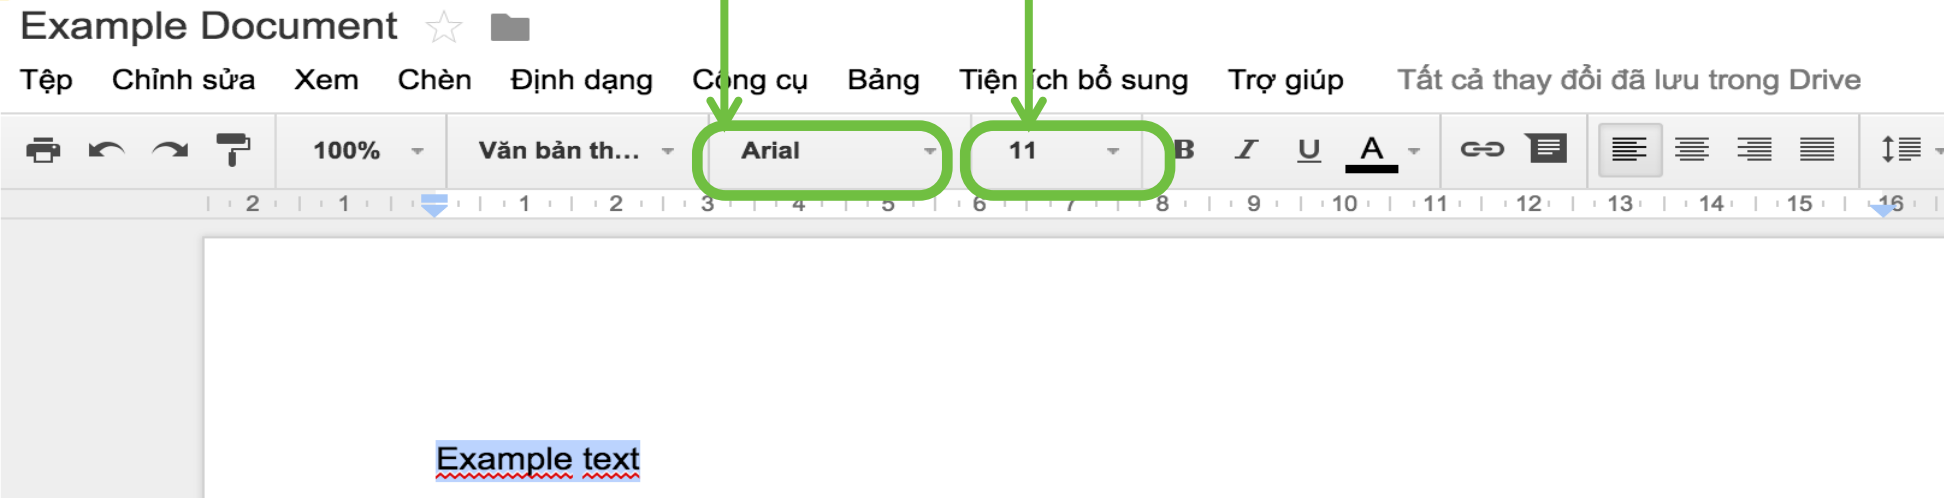 Example Document
Tệp Chỉnh sửa Xem Chèn Định dạng Công cụ Bảng Tiện ích bổ sung Trợ giúp Tất cả thay đổi đã lưu trong Drive
100% Văn bản th... Arial 11 B I U A
2 1 1 2 3 4 5 6 7 8 9 10 11 12 13 14 15 16
Example text